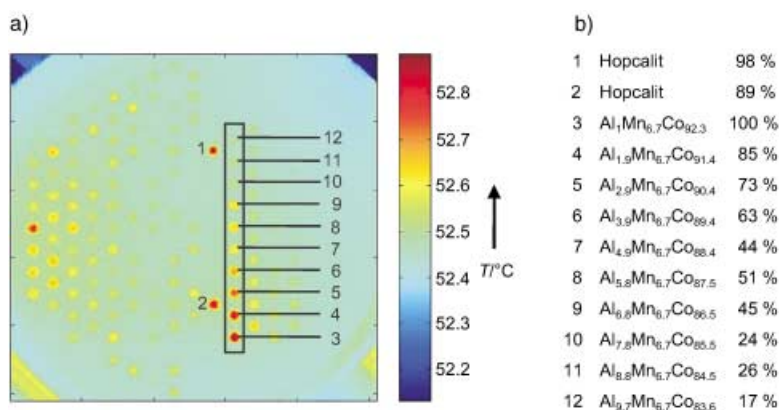 a)
b)
12
11
10
9
8
7
6
5
4
3
1
2
52.8
52.7
52.6
52.5
52.4
52.3
52.2
T/°C
1 Hopcalit 98 %
2 Hopcalit 89 %
3 Al₁Mn₆.₇Co₉₂.₃ 100 %
4 Al₁.₉Mn₆.₇Co₉₁.₄ 85 %
5 Al₂.₉Mn₆.₇Co₉₀.₄ 73 %
6 Al₃.₉Mn₆.₇Co₈₉.₄ 63 %
7 Al₄.₉Mn₆.₇Co₈₈.₄ 44 %
8 Al₅.₈Mn₆.₇Co₈₇.₅ 51 %
9 Al₆.₈Mn₆.₇Co₈₆.₅ 45 %
10 Al₇.₈Mn₆.₇Co₈₅.₅ 24 %
11 Al₈.₈Mn₆.₇Co₈₄.₅ 26 %
12 Al₉.₇Mn₆.₇Co₈₃.₆ 17 %